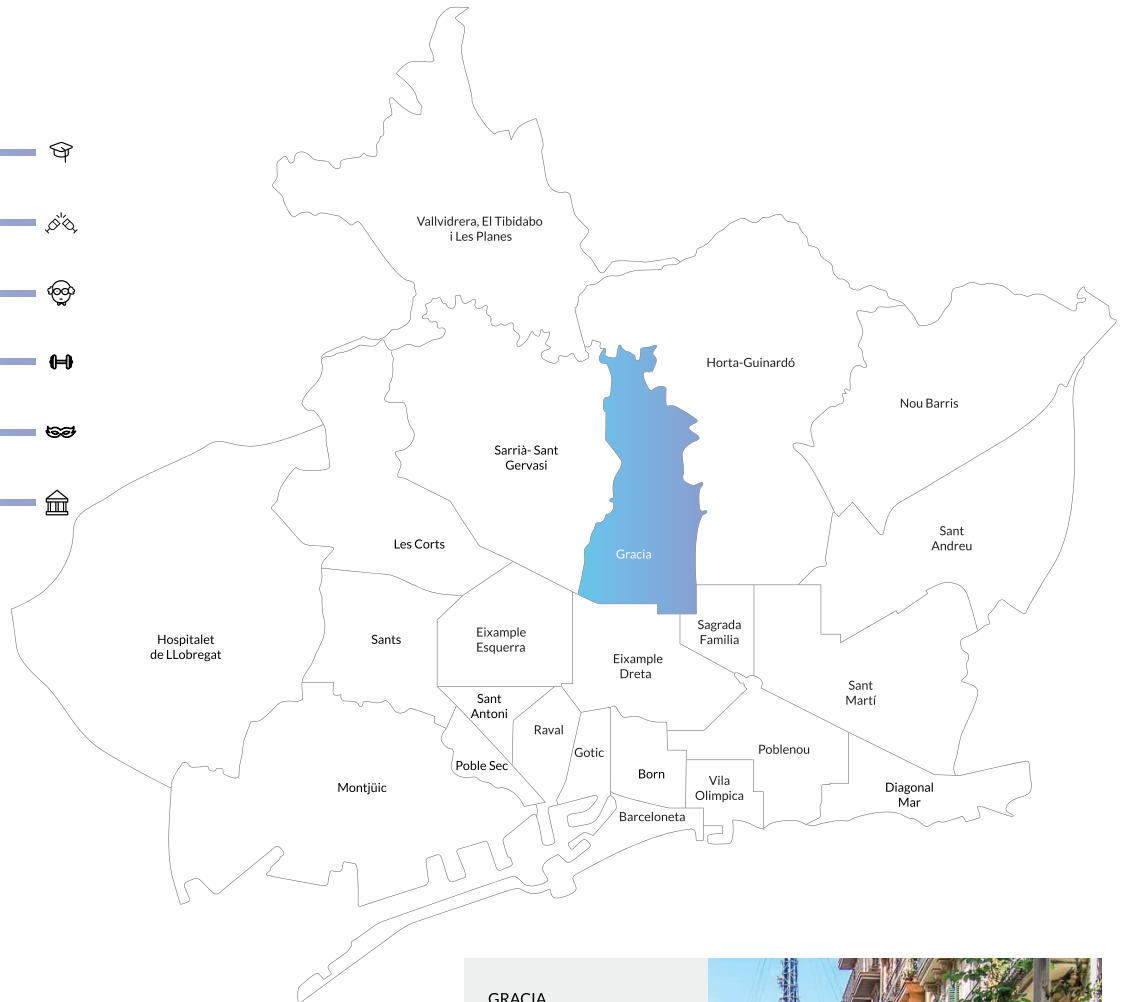 Vallvidrera, El Tibidabo
i Les Planes
Horta-Guinardó
Nou Barris
Sarrià- Sant
Gervasi
Sant
Andreu
Les Corts
Gracia
Hospitalet
de LLobregat
Sants
Eixample
Esquerra
Sagrada
Familia
Eixample
Dreta
Sant
Martí
Sant
Antoni
Raval
Gotic
Poblenou
Poble Sec
Born
Montjüic
Vila
Olimpica
Diagonal
Mar
Barceloneta
GRACIA